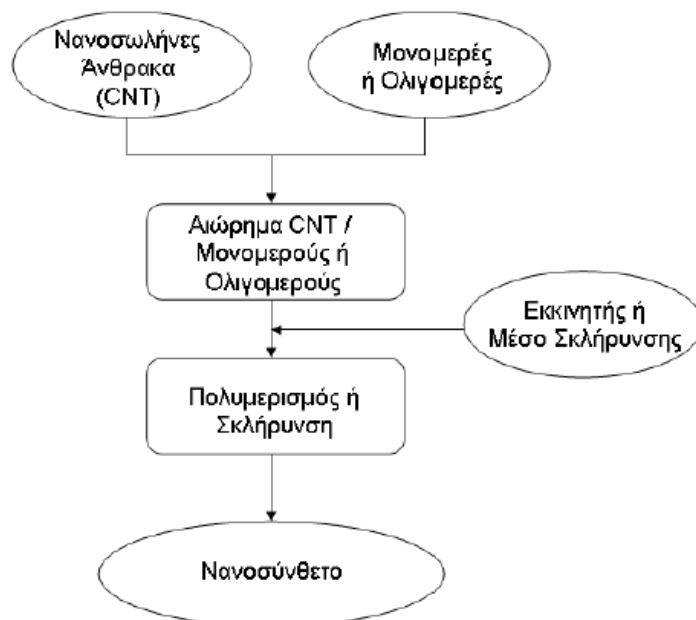 Νανοσωλήνες
Άνθρακα
(CNT)
Μονομερές
ή Ολιγομερές
Αιώρημα CNT /
Μονομερούς ή
Ολιγομερούς
Εκκινητής ή
Μέσο Σκλήρυνσης
Πολυμερισμός ή
Σκλήρυνση
Νανοσύνθετο